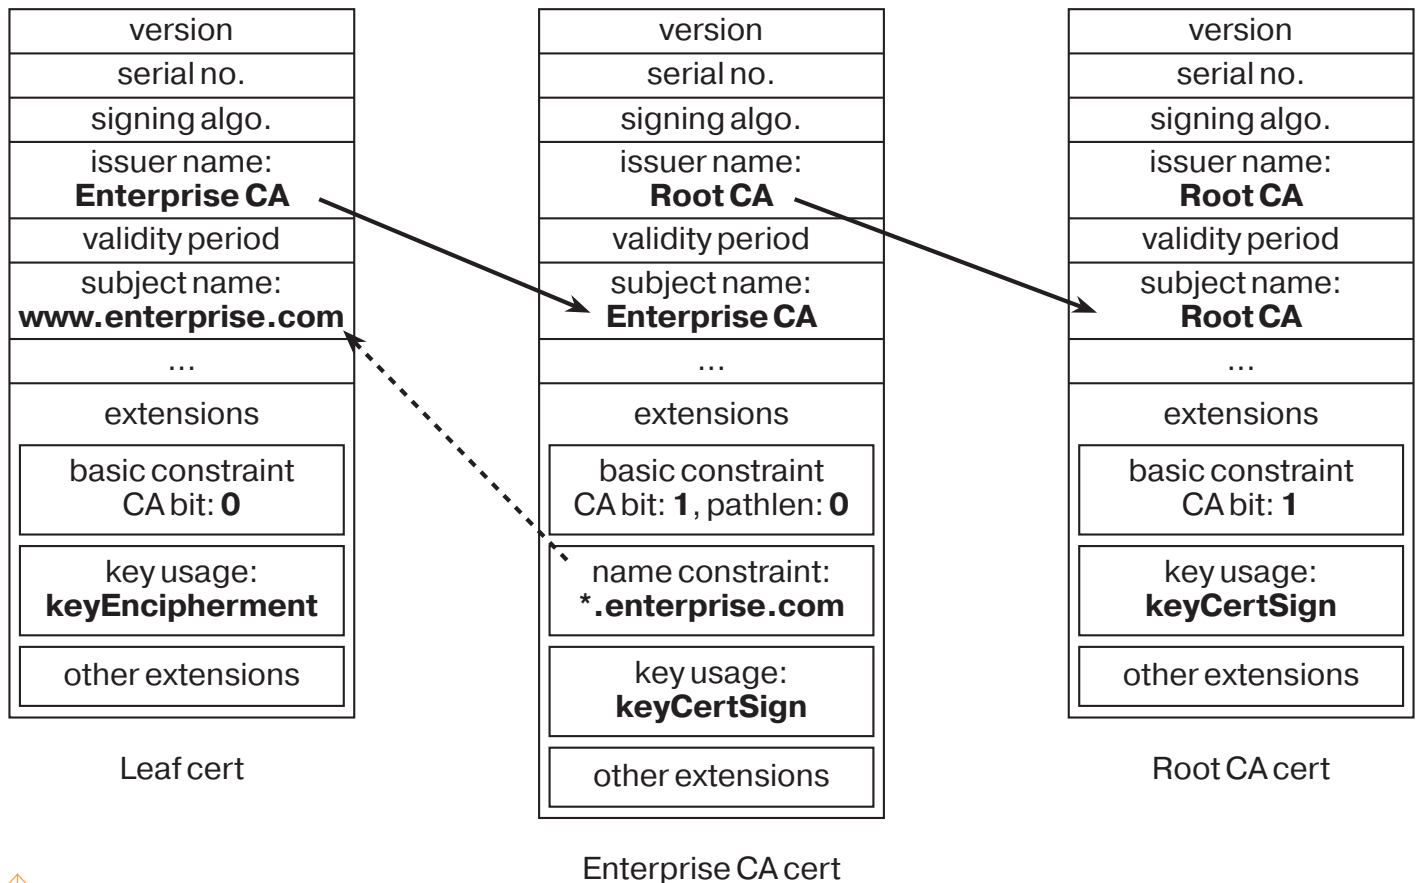 version
serial no.
signing algo.
issuer name:
Enterprise CA
validity period
subject name:
www.enterprise.com
...
extensions
basic constraint
CA bit: 0
key usage:
keyEncipherment
other extensions
Leaf cert
version
serial no.
signing algo.
issuer name:
Root CA
validity period
subject name:
Enterprise CA
...
extensions
basic constraint
CA bit: 1, pathlen: 0
name constraint:
*.enterprise.com
key usage:
keyCertSign
other extensions
Enterprise CA cert
version
serial no.
signing algo.
issuer name:
Root CA
validity period
subject name:
Root CA
...
extensions
basic constraint
CA bit: 1
key usage:
keyCertSign
other extensions
Root CA cert